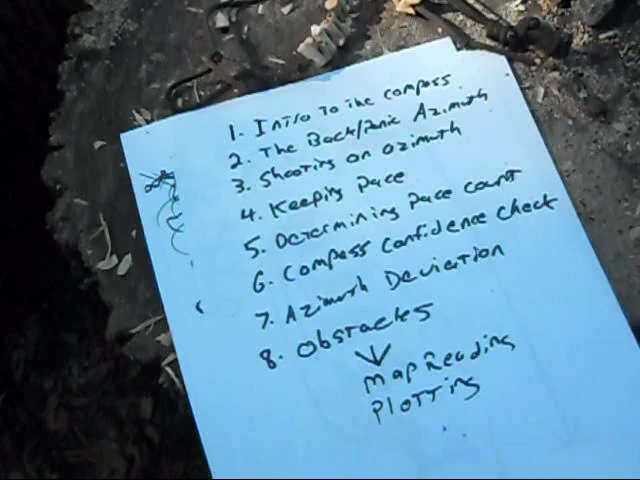 1. Intro To the compass
2. The Back/Panic Azimuth
3. Shooting an azimuth
4. Keeping Pace
5. Determining Pace count
6. Compass Confidence check
7. Azimuth Deviation
8. Obstacles
Map Reading
Plotting